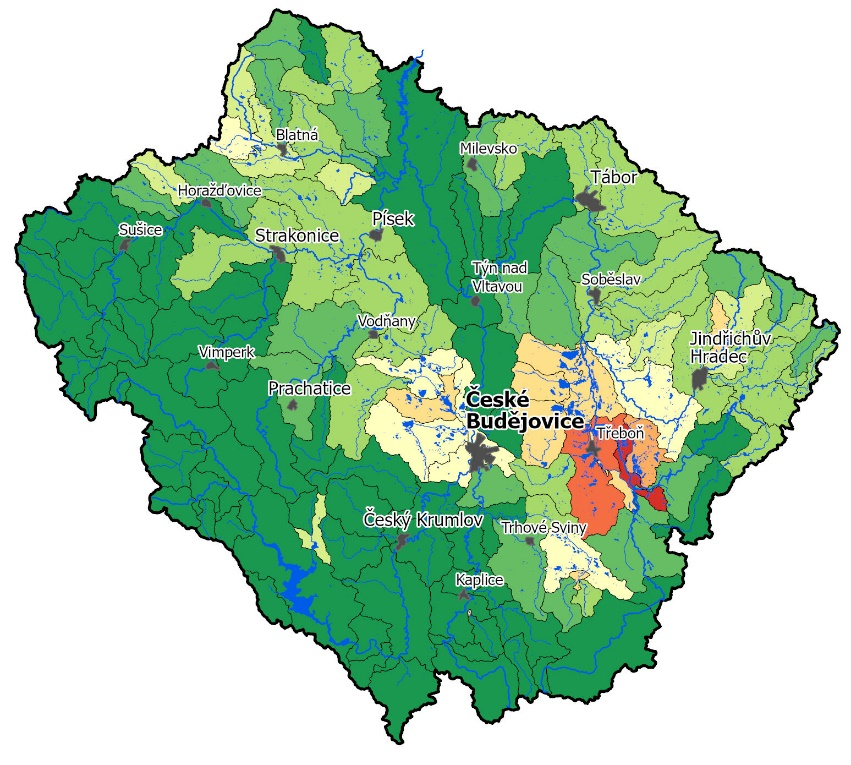 Blatná
Milevsko
Tábor
Horažďovice
Sušice
Písek
Strakonice
Týn nad
Vltavou
Soběslav
Vodňany
Jindřichův
Hradec
Vimperk
Prachatice
České
Budějovice
Třeboň
Český Krumlov
Trhové Sviny
Kaplice